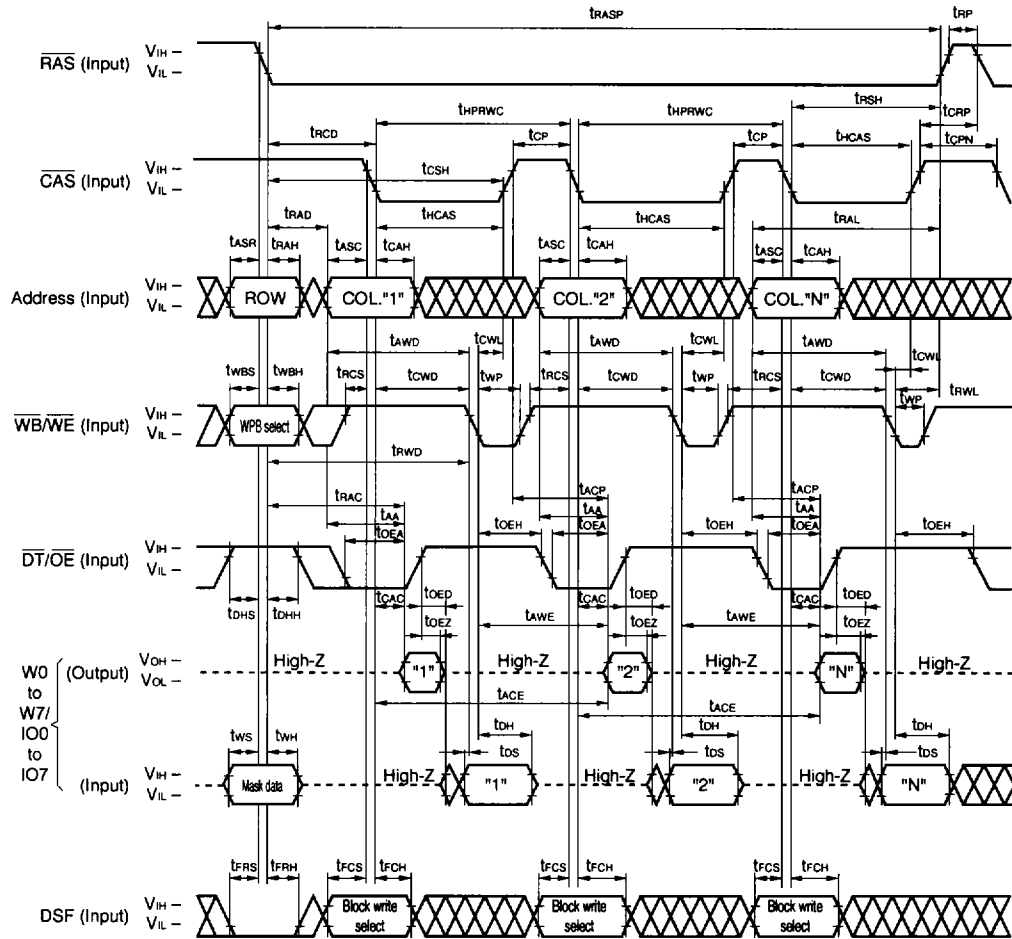 tRASP
tRP
RAS (Input)
VIH –
VIL –
tRSH
tHPRWC
tHPRWC
tCRP
tRCD
tCP
tCP
tHCAS
tCPN
CAS (Input)
VIH –
VIL –
tCSH
tRAD
tHCAS
tHCAS
tRAL
tASR
tRAH
tASC
tCAH
tASC
tCAH
tASC
tCAH
Address (Input)
VIH –
VIL –
ROW
COL."1"
COL."2"
COL."N"
tAWD
tCWL
tAWD
tCWL
tAWD
tCWL
tWBS
tWBH
tRCS
tCWD
tWP
tRCS
tCWD
tWP
tRCS
tCWD
tWP
tRWL
WB/WE (Input)
VIH –
VIL –
WPB select
tRWD
tRAC
tACP
tACP
tAA
tAA
tAA
tOEA
tOEH
tOEA
tOEH
tOEA
tOEH
DT/OE (Input)
VIH –
VIL –
tDHS
tDHH
tCAC
tOED
tCAC
tOED
tCAC
tOED
tOEZ
tAWE
tOEZ
tAWE
tOEZ
W0
to
W7/
IO0
to
IO7
(Output)
VOH –
VOL –
High-Z
"1"
High-Z
"2"
High-Z
"N"
High-Z
tACE
tACE
tWS
tWH
tDH
tDS
tDH
tDS
tDH
tDS
(Input)
VIH –
VIL –
Mask data
High-Z
"1"
High-Z
"2"
High-Z
"N"
tFRS
tFRH
tFCS
tFCH
tFCS
tFCH
tFCS
tFCH
DSF (Input)
VIH –
VIL –
Block write
select
Block write
select
Block write
select